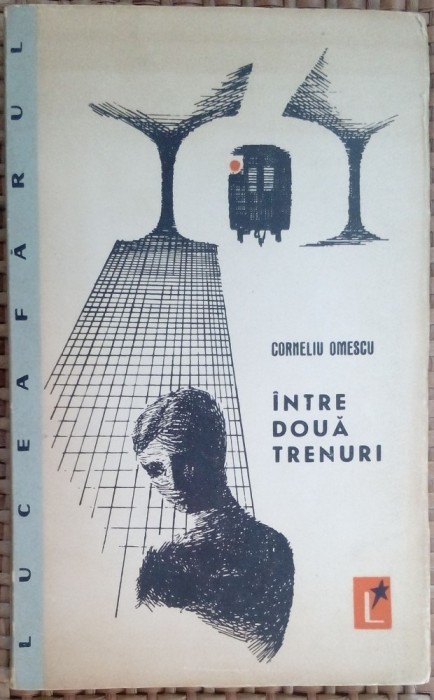 LUCEAFĂRUL
CORNELIU OMESCU
ÎNTRE
DOUĂ
TRENURI
L